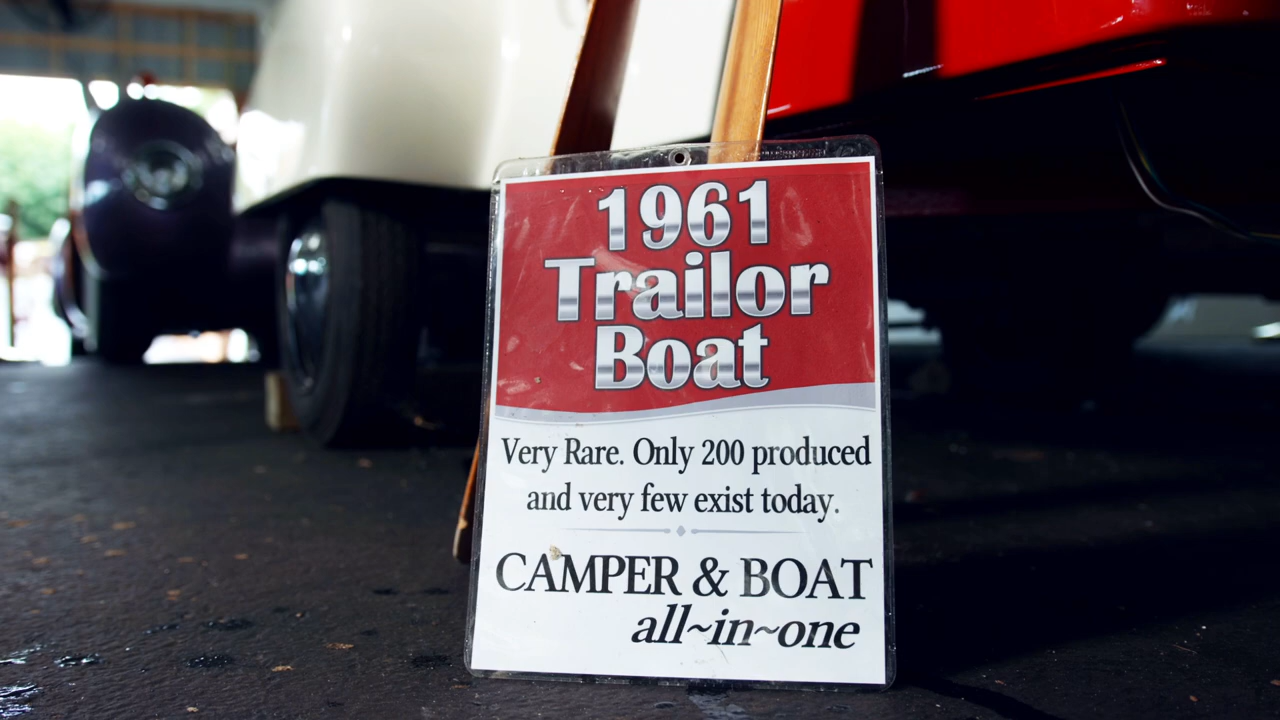 1961
Trailor
Boat
Very Rare. Only 200 produced
and very few exist today.
CAMPER & BOAT
all~in~one